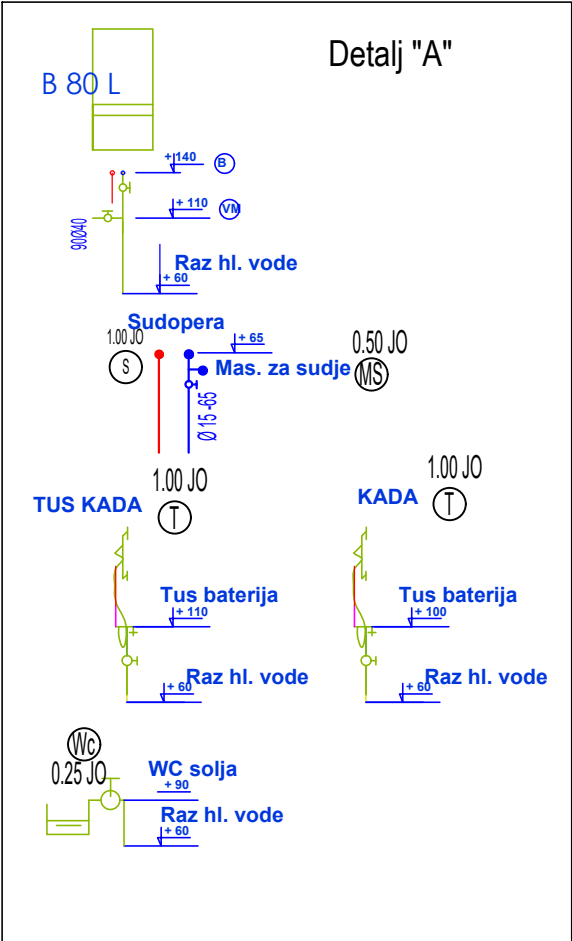 Detalj "A"
B 80 L
+140 B
+ 110 VM
90Ø40
Raz hl. vode
+ 60
Sudopera
1.00 JO
S
+ 65
0.50 JO
Mas. za sudje MS
Ø 15 -65
1.00 JO
TUS KADA T
1.00 JO
KADA T
Tus baterija
+ 110
Raz hl. vode
+ 60
Tus baterija
+ 100
Raz hl. vode
+ 60
Wc
0.25 JO
WC solja
+ 90
Raz hl. vode
+ 60